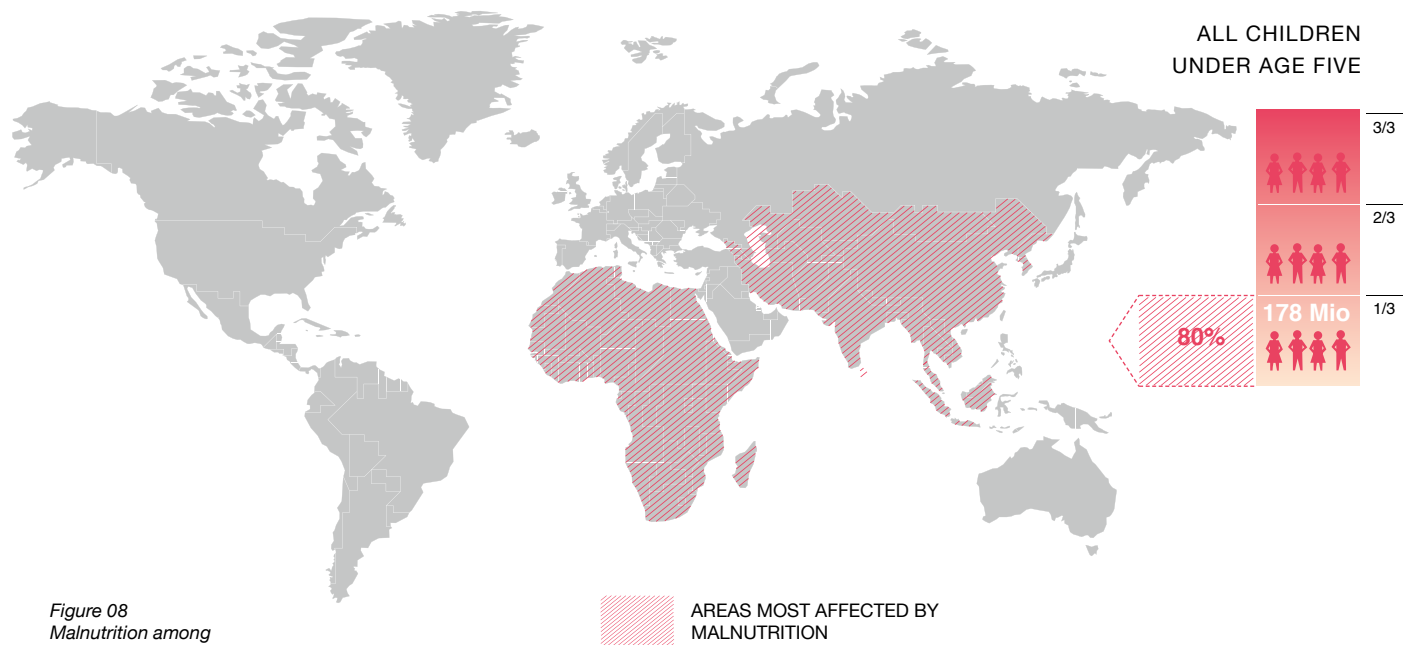 ALL CHILDREN
UNDER AGE FIVE
3/3
2/3
1/3
178 Mio
80%
Figure 08
Malnutrition among
AREAS MOST AFFECTED BY
MALNUTRITION